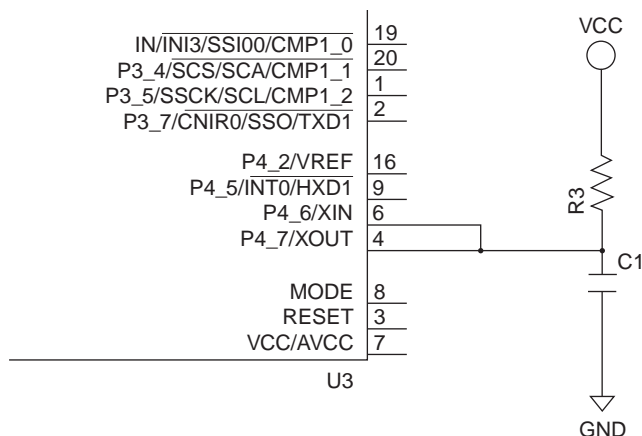 IN/INI3/SSI00/CMP1_0 19
P3_4/SCS/SCA/CMP1_1 20
P3_5/SSCK/SCL/CMP1_2 1
P3_7/CNIR0/SSO/TXD1 2
P4_2/VREF 16
P4_5/INT0/HXD1 9
P4_6/XIN 6
P4_7/XOUT 4
MODE 8
RESET 3
VCC/AVCC 7
U3
VCC
R3
C1
GND